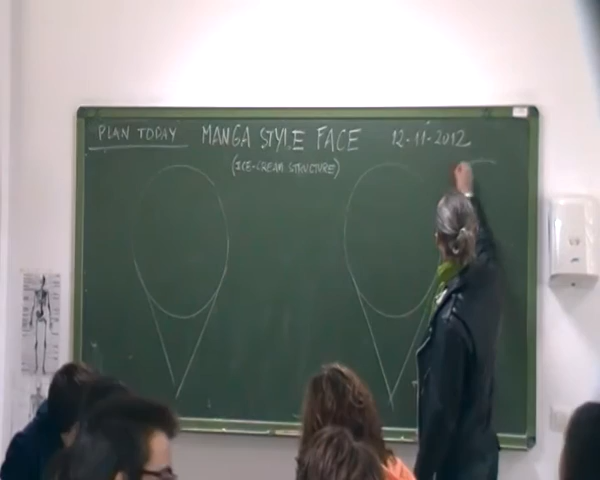 PLAN TODAY MANGA STYLE FACE 12-11-2012
(ICE-CREAM STRUCTURE)